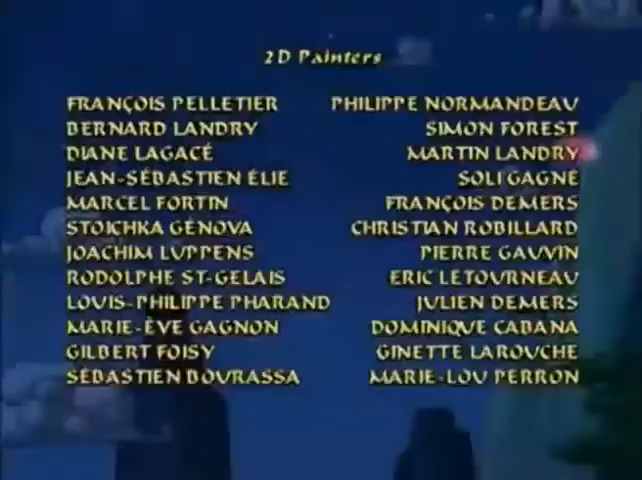 2D Painters
FRANÇOIS PELLETIER PHILIPPE NORMANDEAU
BERNARD LANDRY SIMON FOREST
DIANE LAGACÉ MARTIN LANDRY
JEAN-SÉBASTIEN ÉLIE SOLI GAGNÉ
MARCEL FORTIN FRANÇOIS DEMERS
STOICHKA GÉNOVA CHRISTIAN ROBILLARD
JOACHIM LUPPENS PIERRE GAUVIN
RODOLPHE ST-GELAIS ERIC LÉTOURNEAU
LOUIS-PHILIPPE PHARAND JULIEN DEMERS
MARIE-ÈVE GAGNON DOMINIQUE CABANA
GILBERT FOISY GINETTE LAROUCHE
SÉBASTIEN BOURASSA MARIE-LOU PERRON